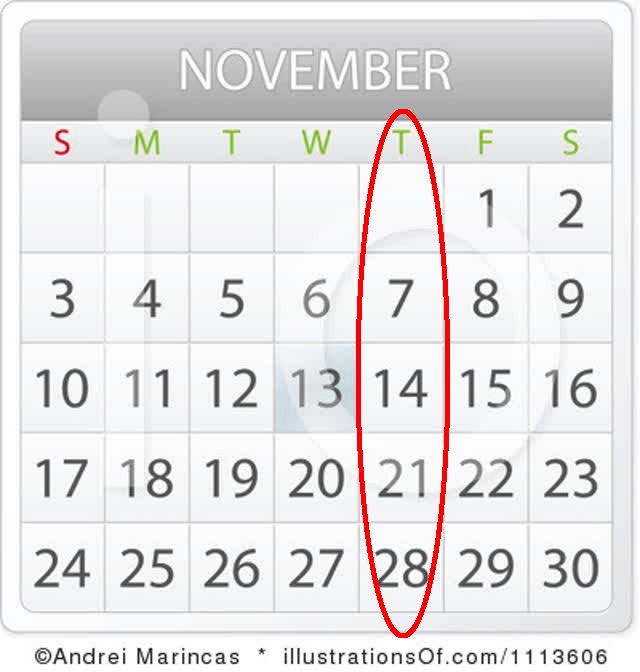 NOVEMBER
S M T W T F S
1 2
3 4 5 6 7 8 9
10 11 12 13 14 15 16
17 18 19 20 21 22 23
24 25 26 27 28 29 30
©Andrei Marincas * illustrationsOf.com/1113606